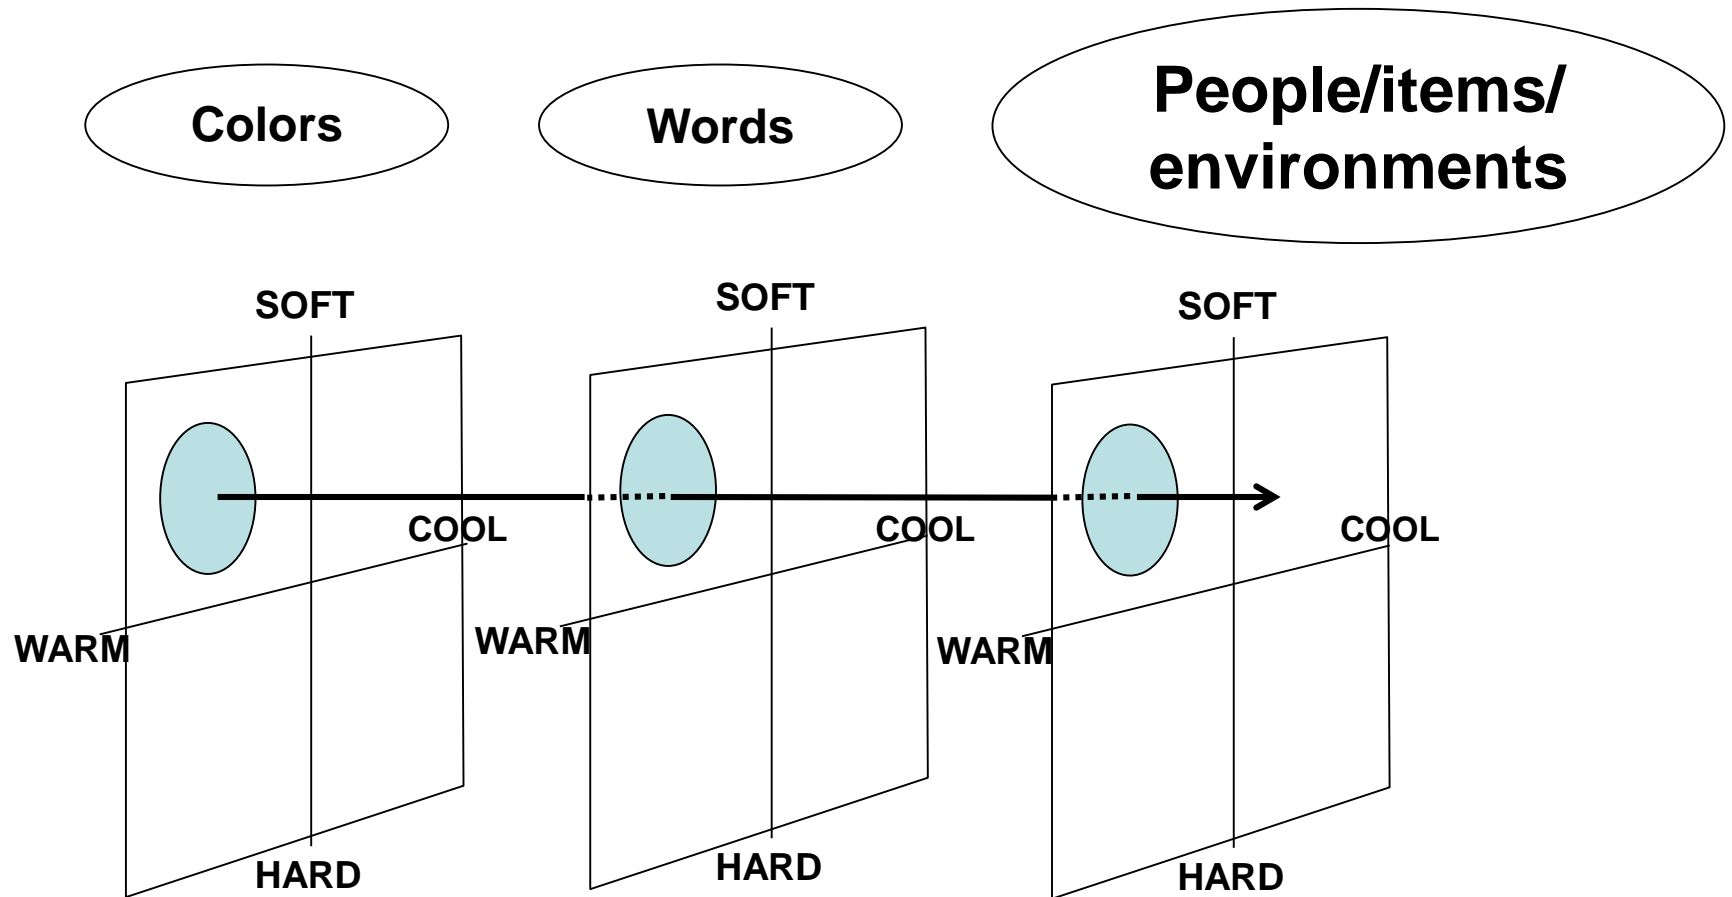 Colors
Words
People/items/
environments
SOFT
SOFT
SOFT
COOL
COOL
COOL
WARM
WARM
WARM
HARD
HARD
HARD